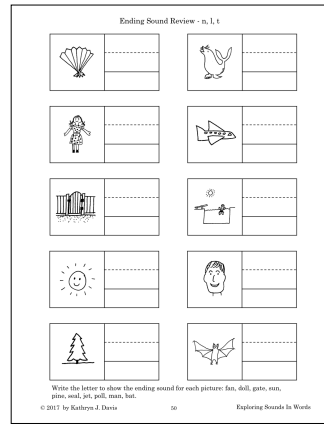 Ending Sound Review - n, l, t
Write the letter to show the ending sound for each picture: fan, doll, gate, sun,
pine, seal, jet, poll, man, bat.
© 2017 by Kathryn J. Davis 50 Exploring Sounds In Words